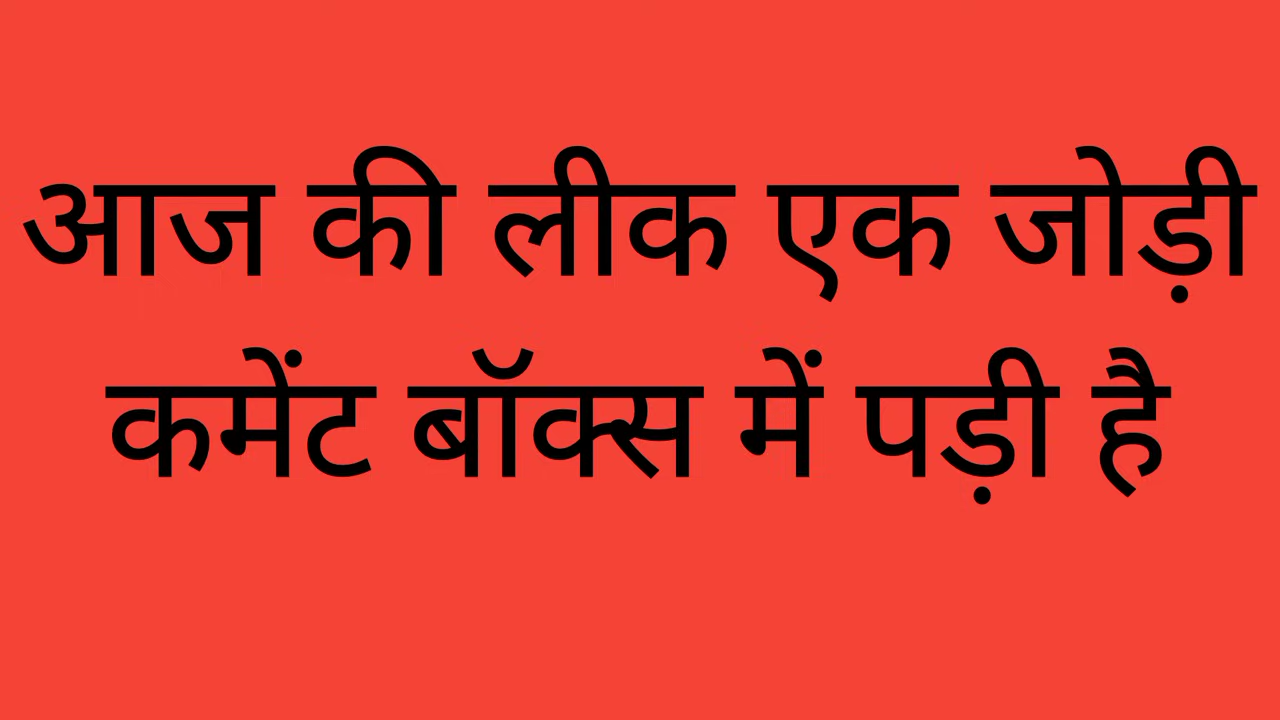 आज की लीक एक जोड़ी
कमेंट बॉक्स में पड़ी है